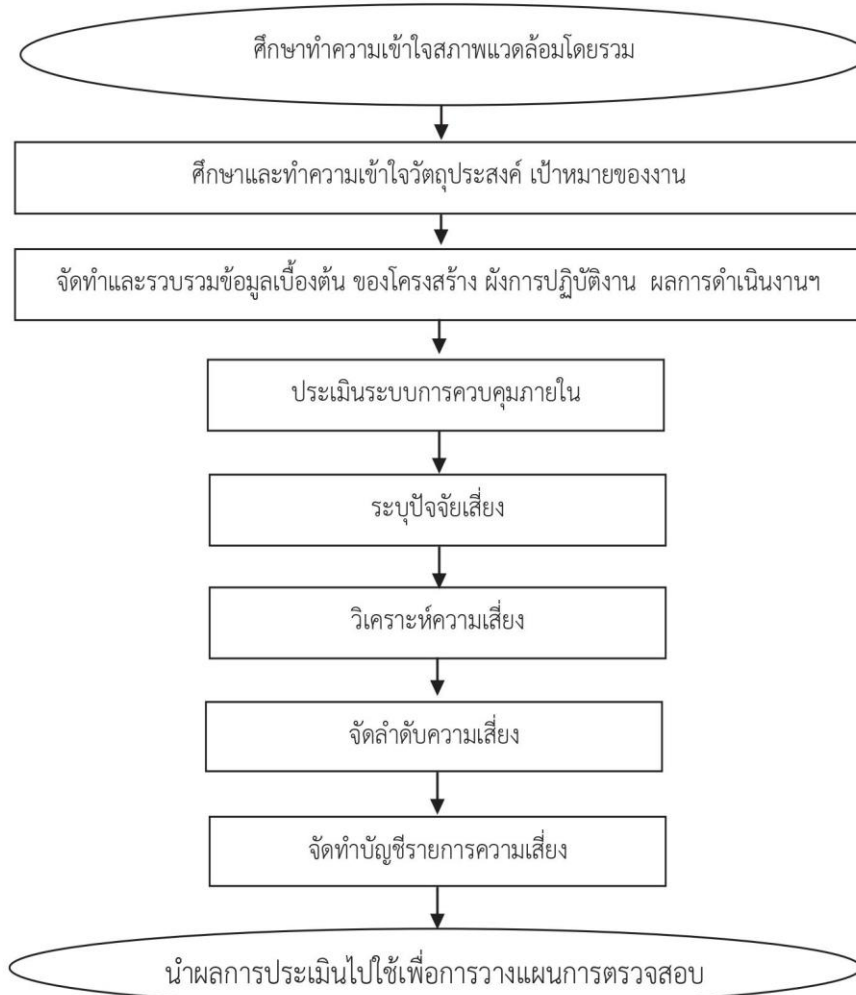 ศึกษาทำความเข้าใจสภาพแวดล้อมโดยรวม
ศึกษาและทำความเข้าใจวัตถุประสงค์ เป้าหมายของงาน
จัดทำและรวบรวมข้อมูลเบื้องต้น ของโครงสร้าง ผังการปฏิบัติงาน ผลการดำเนินงานฯ
ประเมินระบบการควบคุมภายใน
ระบุปัจจัยเสี่ยง
วิเคราะห์ความเสี่ยง
จัดลำดับความเสี่ยง
จัดทำบัญชีรายการความเสี่ยง
นำผลการประเมินไปใช้เพื่อการวางแผนการตรวจสอบ